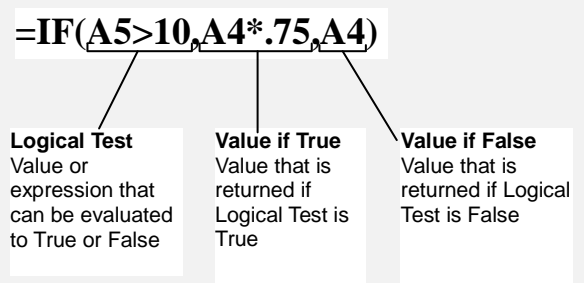 =IF(A5>10,A4*.75,A4)
Logical Test
Value or
expression that
can be evaluated
to True or False
Value if True
Value that is
returned if
Logical Test is
True
Value if False
Value that is
returned if Logical
Test is False